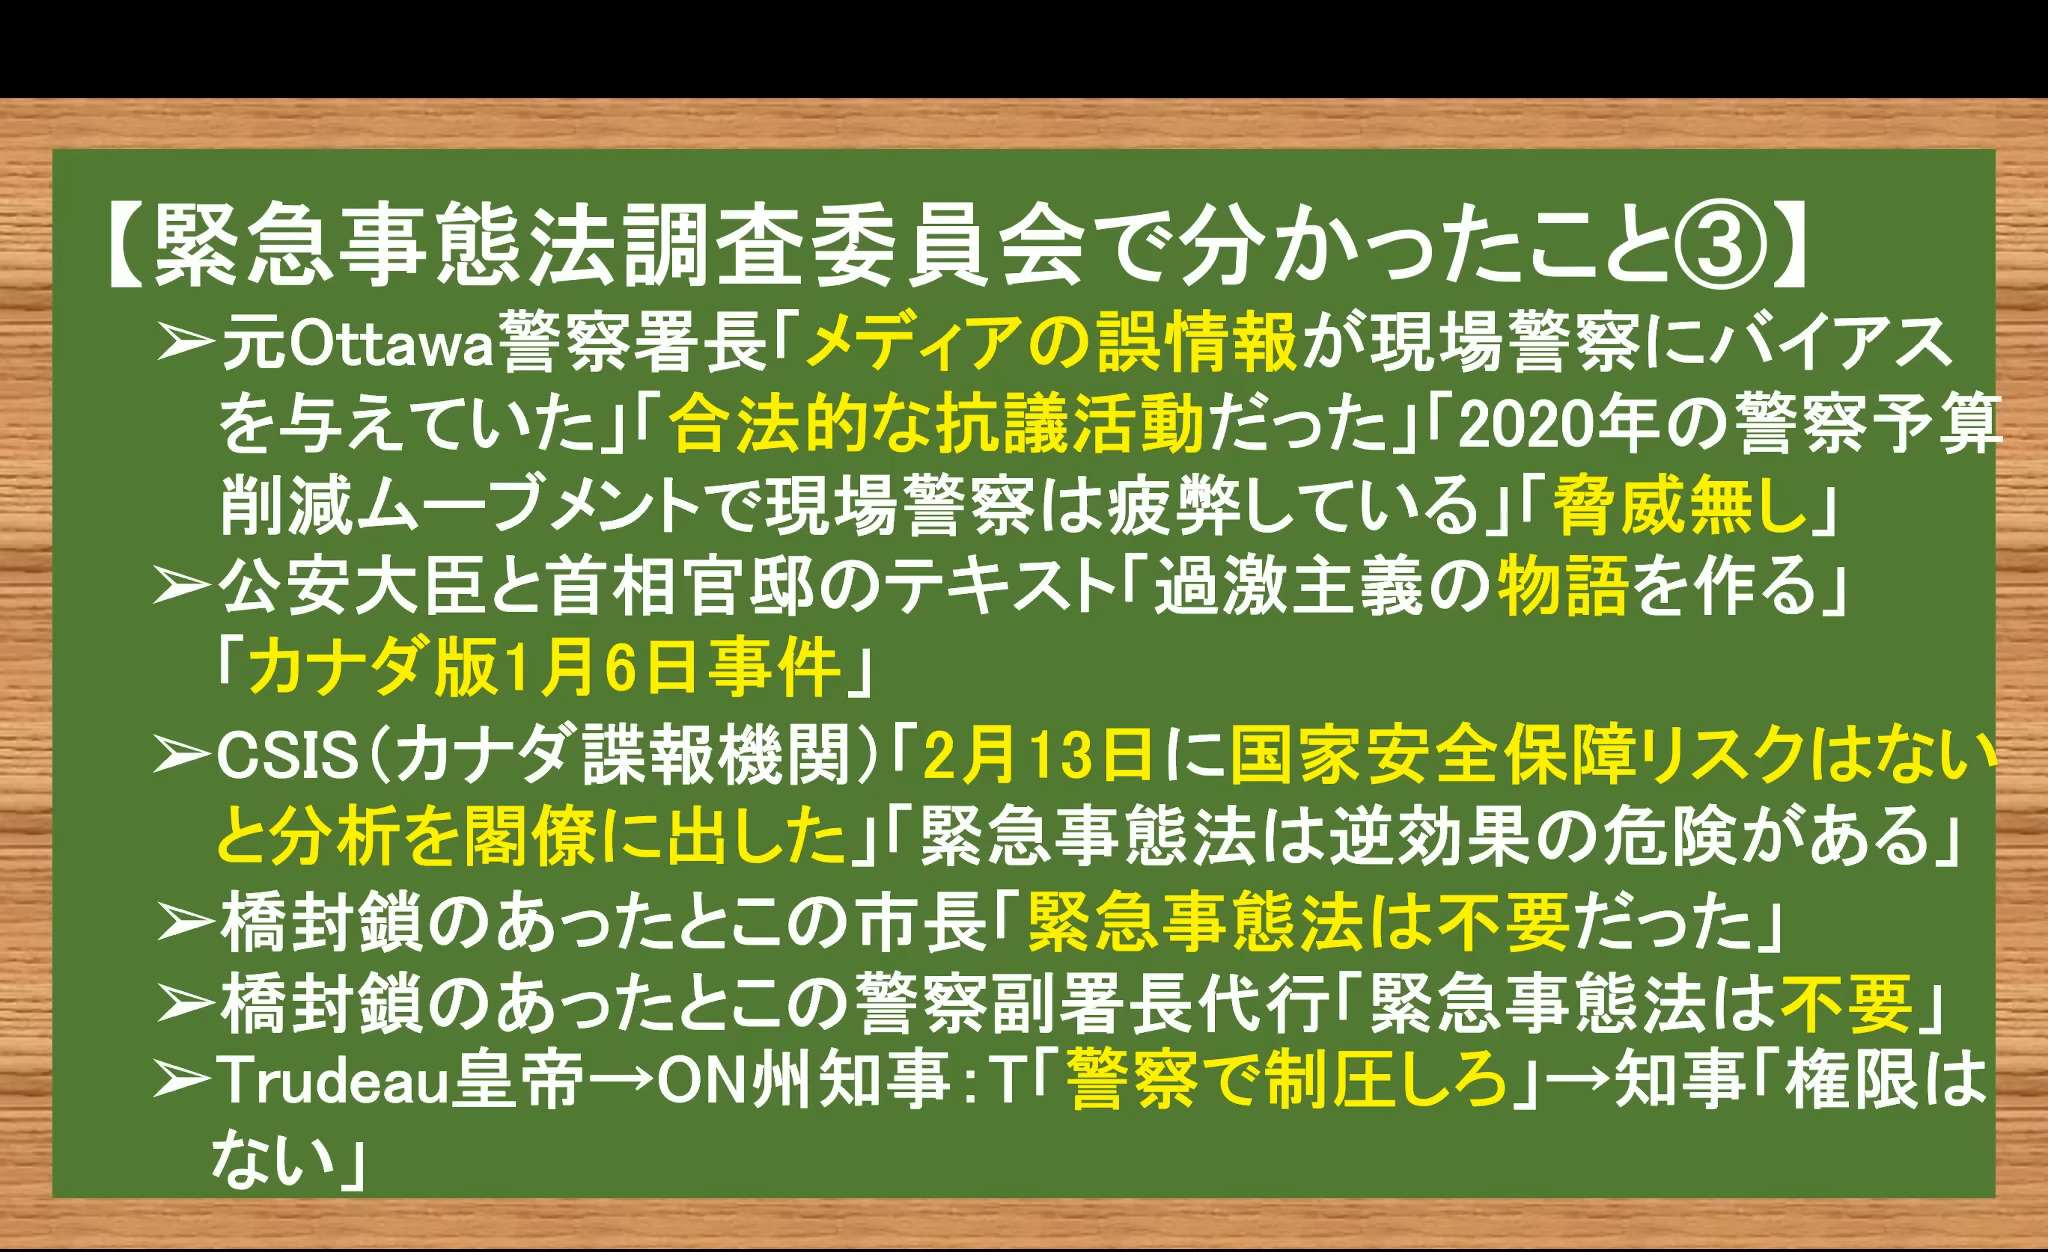 【緊急事態法調査委員会で分かったこと③】
➢元Ottawa警察署長「メディアの誤情報が現場警察にバイアス
を与えていた」「合法的な抗議活動だった」「2020年の警察予算
削減ムーブメントで現場警察は疲弊している」「脅威無し」
➢公安大臣と首相官邸のテキスト「過激主義の物語を作る」
「カナダ版1月6日事件」
➢CSIS（カナダ諜報機関）「2月13日に国家安全保障リスクはない
と分析を閣僚に出した」「緊急事態法は逆効果の危険がある」
➢橋封鎖のあったとこの市長「緊急事態法は不要だった」
➢橋封鎖のあったとこの警察副署長代行「緊急事態法は不要」
➢Trudeau皇帝→ON州知事：T「警察で制圧しろ」→知事「権限は
ない」